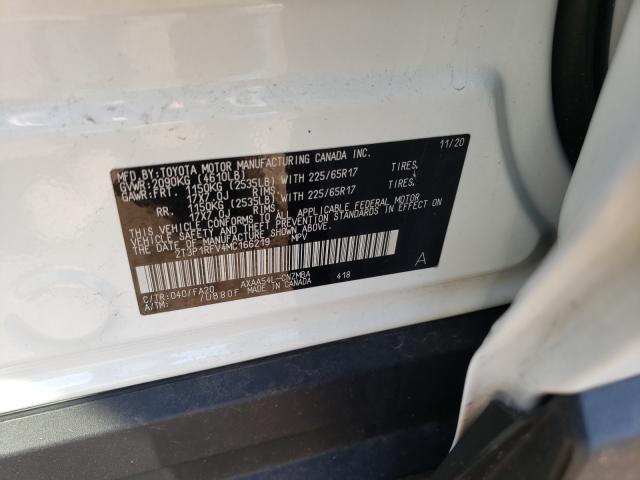 MFD.BY:TOYOTA MOTOR MANUFACTURING CANADA INC. 11/20
GVWR:2090KG (4610LB)
GAWR:FRT. 1150KG (2535LB) WITH 225/65R17 TIRES,
17X7.0J RIMS
RR. 1150KG (2535LB) WITH 225/65R17 TIRES,
17X7.0J RIMS
THIS VEHICLE CONFORMS TO ALL APPLICABLE FEDERAL MOTOR
VEHICLE SAFETY AND THEFT PREVENTION STANDARDS IN EFFECT
ON THE DATE OF MANUFACTURE SHOWN ABOVE.
2T3P1RFV4MC166219 MPV
A
C/TR:040/FA20 AXAA54L-CNZMBA 418
A/TM: 70BB0F MADE IN CANADA